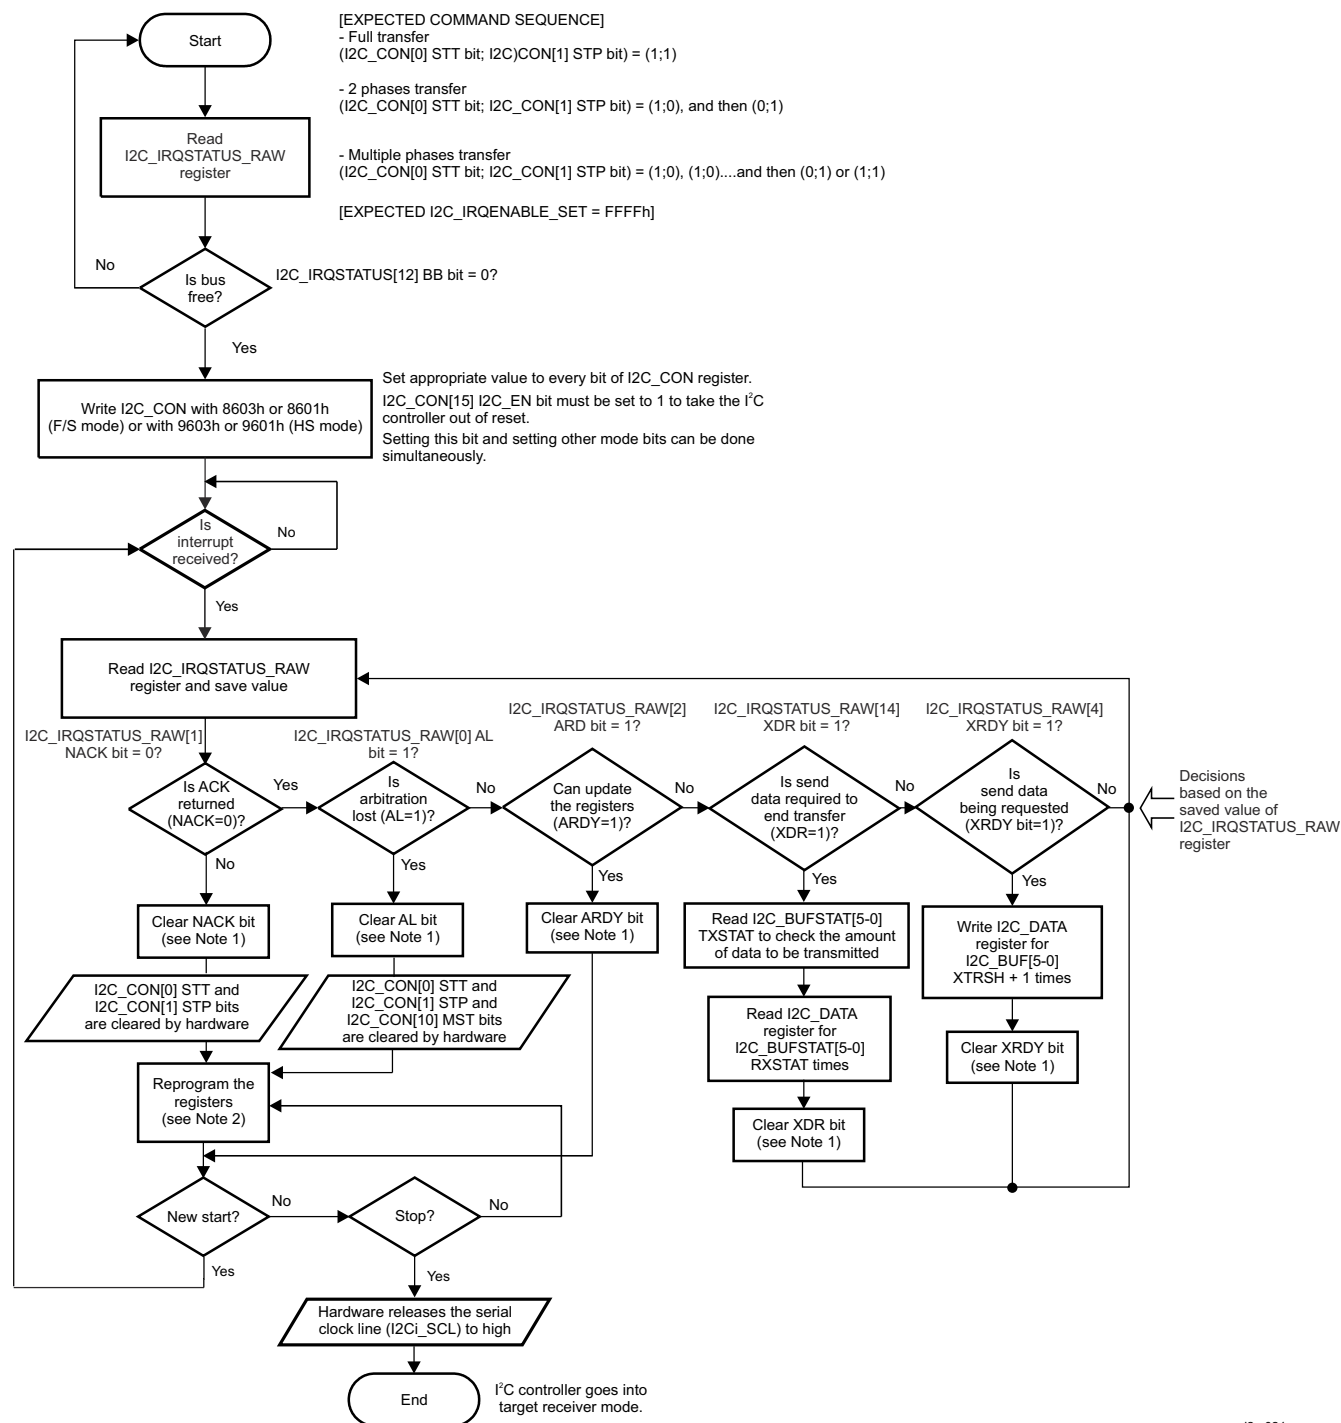 Start
[EXPECTED COMMAND SEQUENCE]
- Full transfer
(I2C_CON[0] STT bit; I2C)CON[1] STP bit) = (1;1)
- 2 phases transfer
(I2C_CON[0] STT bit; I2C_CON[1] STP bit) = (1;0), and then (0;1)
- Multiple phases transfer
(I2C_CON[0] STT bit; I2C_CON[1] STP bit) = (1;0), (1;0)....and then (0;1) or (1;1)
[EXPECTED I2C_IRQENABLE_SET = FFFFh]
Read
I2C_IRQSTATUS_RAW
register
No
Is bus
free?
I2C_IRQSTATUS[12] BB bit = 0?
Yes
Write I2C_CON with 8603h or 8601h
(F/S mode) or with 9603h or 9601h (HS mode)
Set appropriate value to every bit of I2C_CON register.
I2C_CON[15] I2C_EN bit must be set to 1 to take the I²C
controller out of reset.
Setting this bit and setting other mode bits can be done
simultaneously.
Is
interrupt
received?
No
Yes
Read I2C_IRQSTATUS_RAW
register and save value
I2C_IRQSTATUS_RAW[1]
NACK bit = 0?
I2C_IRQSTATUS_RAW[0] AL
bit = 1?
I2C_IRQSTATUS_RAW[2]
ARD bit = 1?
I2C_IRQSTATUS_RAW[14]
XDR bit = 1?
I2C_IRQSTATUS_RAW[4]
XRDY bit = 1?
Is ACK
returned
(NACK=0)?
Yes
Is
arbitration
lost (AL=1)?
No
Can update
the registers
(ARDY=1)?
No
Is send
data required to
end transfer
(XDR=1)?
No
Is
send data
being requested
(XRDY bit=1)?
No
Decisions
based on the
saved value of
I2C_IRQSTATUS_RAW
register
No
Yes
Yes
Yes
Yes
Clear NACK bit
(see Note 1)
Clear AL bit
(see Note 1)
Clear ARDY bit
(see Note 1)
Read I2C_BUFSTAT[5-0]
TXSTAT to check the amount
of data to be transmitted
Write I2C_DATA
register for
I2C_BUF[5-0]
XTRSH + 1 times
I2C_CON[0] STT and
I2C_CON[1] STP bits
are cleared by hardware
I2C_CON[0] STT and
I2C_CON[1] STP and
I2C_CON[10] MST bits
are cleared by hardware
Read I2C_DATA
register for
I2C_BUFSTAT[5-0]
RXSTAT times
Clear XRDY bit
(see Note 1)
Reprogram the
registers
(see Note 2)
Clear XDR bit
(see Note 1)
New start?
No
Stop?
No
Yes
Yes
Hardware releases the serial
clock line (I2Ci_SCL) to high
End
I²C controller goes into
target receiver mode.